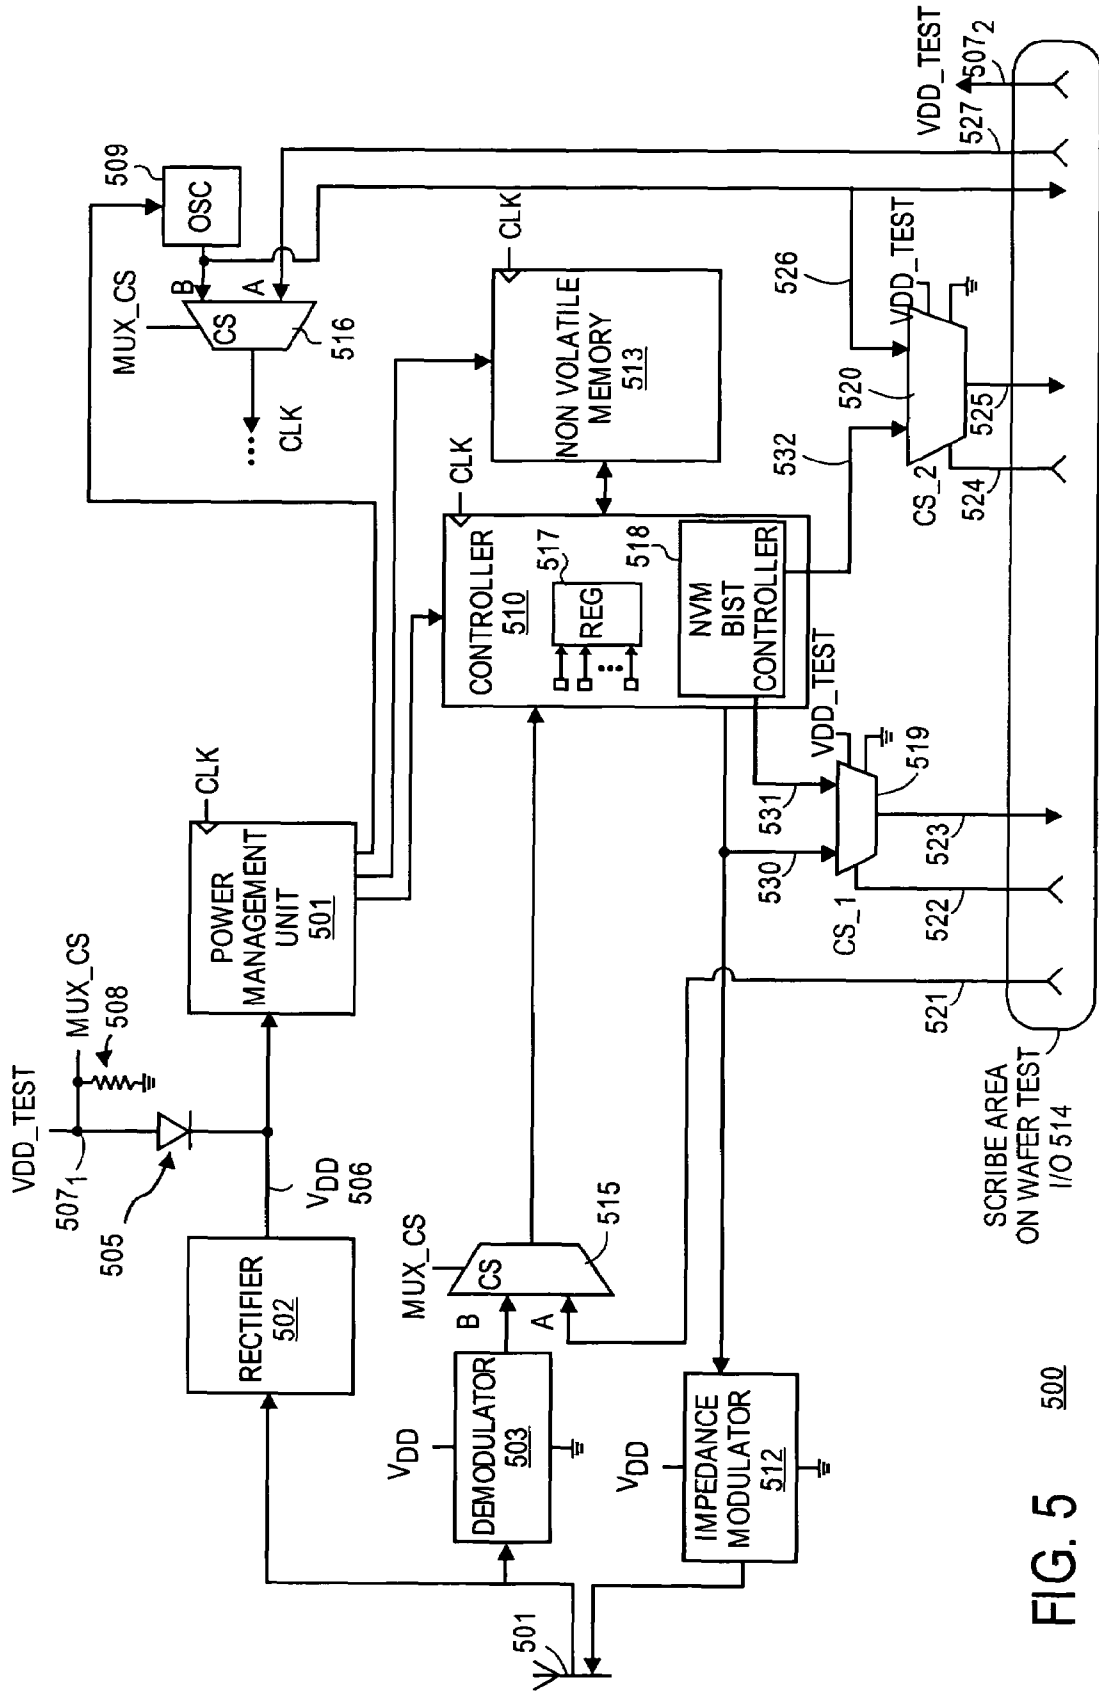 VDD_TEST
507₁
MUX_CS
508
505
RECTIFIER
502
VDD
506
POWER
MANAGEMENT
UNIT
501
CLK
MUX_CS
OSC
509
B
A
CS
516
CLK
VDD
DEMODULATOR
503
B
A
MUX_CS
CS
515
CONTROLLER
510
CLK
517
REG
518
NVM
BIST
CONTROLLER
NON VOLATILE
MEMORY
513
CLK
501
VDD
IMPEDANCE
MODULATOR
512
530
531
VDD_TEST
CS_1
519
532
526
VDD_TEST
520
CS_2
521
522
523
524
525
527
VDD_TEST
507₂
SCRIBE AREA
ON WAFER TEST
I/O 514
500
FIG. 5